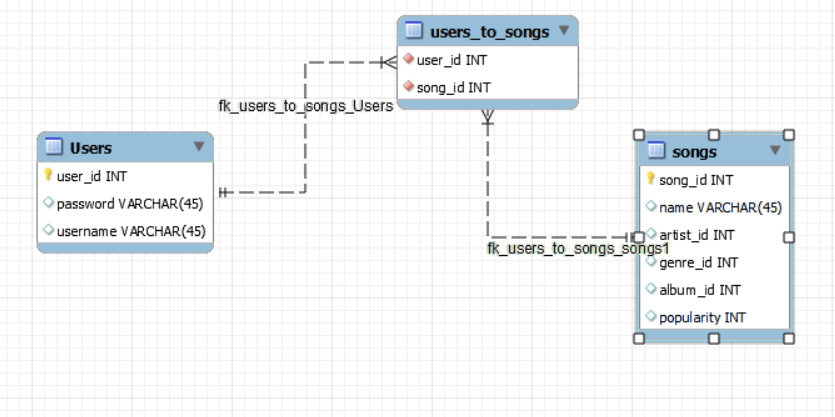 users_to_songs
user_id INT
song_id INT
fk_users_to_songs_Users
Users
user_id INT
password VARCHAR(45)
username VARCHAR(45)
songs
song_id INT
name VARCHAR(45)
artist_id INT
fk_users_to_songs_songs1
genre_id INT
album_id INT
popularity INT